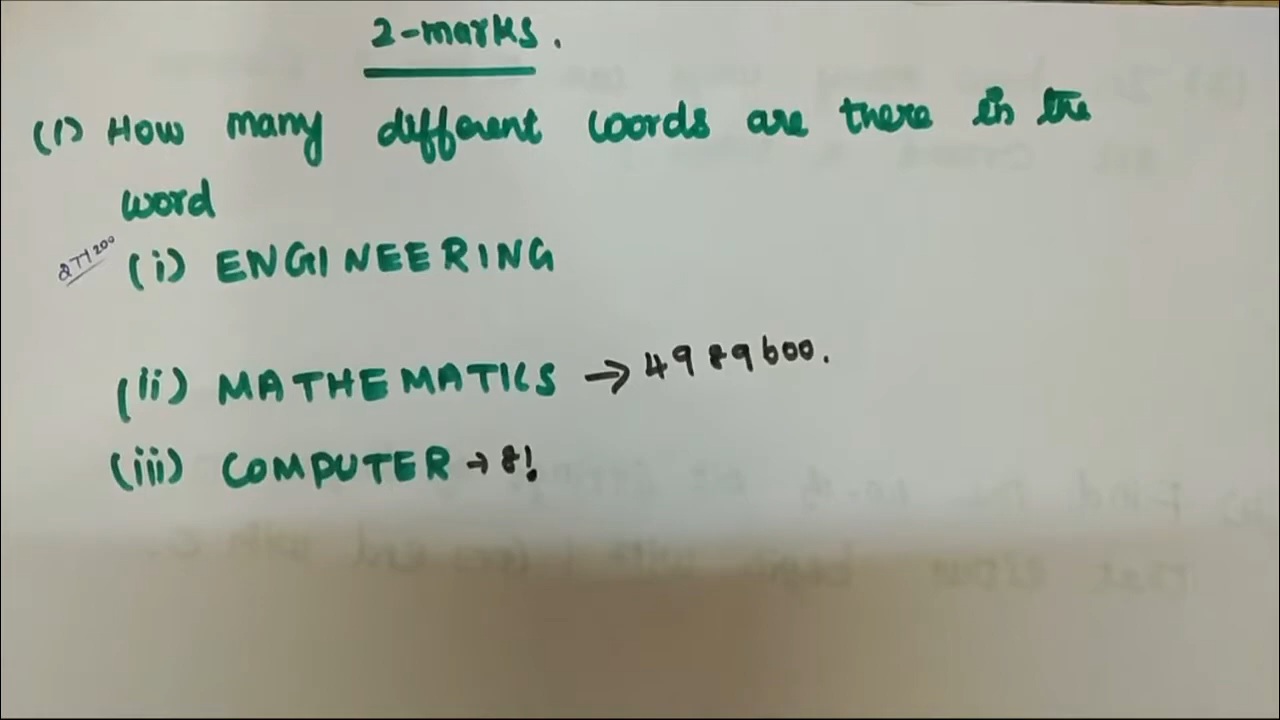 2-marks.
(1) How many different words are there in the
word
277200 (i) ENGINEERING
(ii) MATHEMATICS → 4989600.
(iii) COMPUTER → 8!